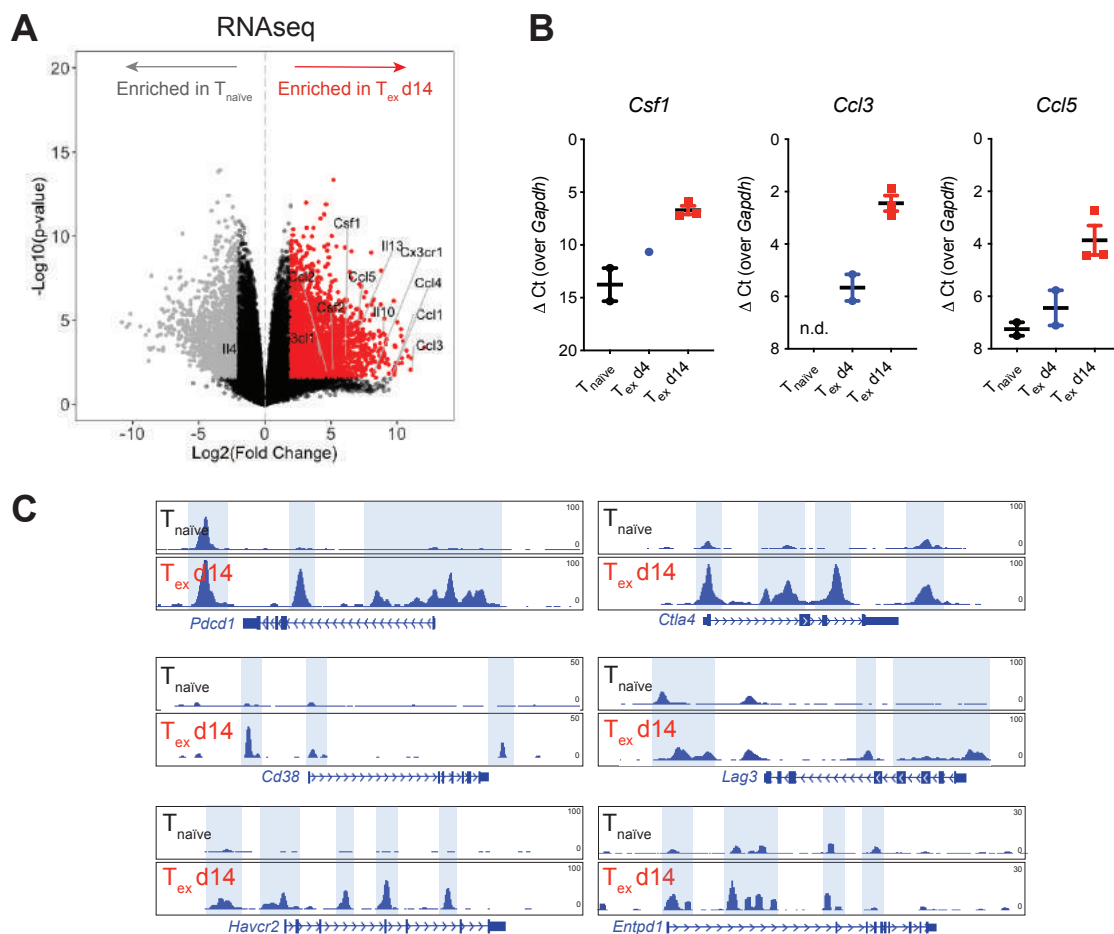 A
RNAseq
Enriched in Tnaïve
Enriched in Tex d14
-Log10(p-value)
20
15
10
5
0
Csf1
Il13
Cx3cr1
Ccl2
Ccl5
Ccl4
Csf2
Il10
Ccl1
Il4
3cl1
Ccl3
-10
-5
0
5
10
Log2(Fold Change)
B
Csf1
Δ Ct (over Gapdh)
0
5
10
15
20
Tnaïve
Tex d4
Tex d14
Ccl3
Δ Ct (over Gapdh)
0
2
4
6
8
n.d.
Tnaïve
Tex d4
Tex d14
Ccl5
Δ Ct (over Gapdh)
0
2
4
6
8
Tnaïve
Tex d4
Tex d14
C
Tnaïve
100
0
Tex d14
100
0
Pdcd1
Tnaïve
100
0
Tex d14
100
0
Ctla4
Tnaïve
50
0
Tex d14
50
0
Cd38
Tnaïve
100
0
Tex d14
100
0
Lag3
Tnaïve
100
0
Tex d14
100
0
Havcr2
Tnaïve
30
0
Tex d14
30
0
Entpd1